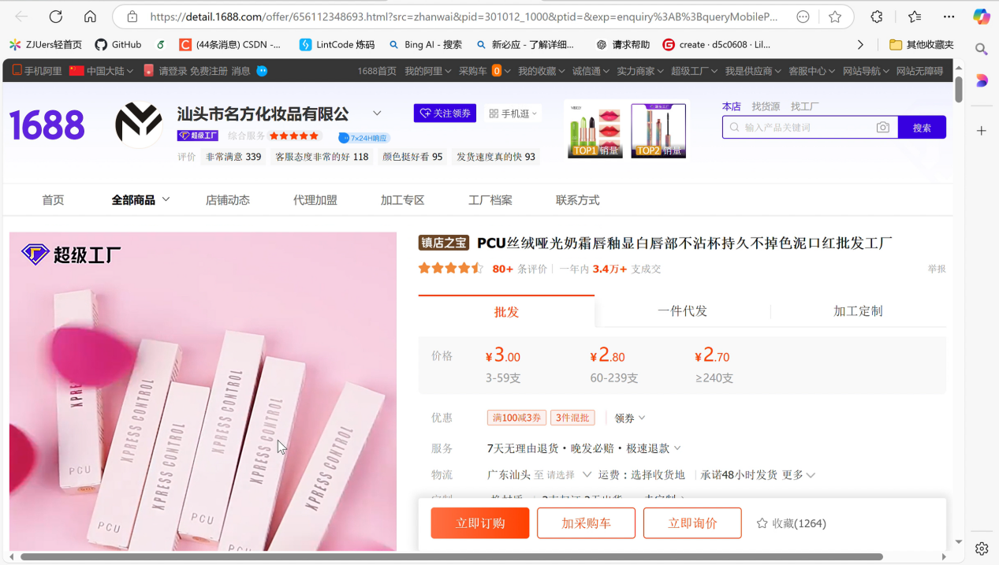 https://detail.1688.com/offer/656112348693.html?src=zhanwai&pid=301012_1000&ptid=&exp=enquiry%3AB%3BqueryMobileP...
ZJUers轻首页 GitHub (44条消息) CSDN -... LintCode 炼码 Bing AI - 搜索 新必应 - 了解详细... 请求帮助 create · d5c0608 · Lil... 其他收藏夹
手机阿里 中国大陆 请登录 免费注册 消息 1688首页 我的阿里 采购车 0 我的收藏 诚信通 实力商家 超级工厂 我是供应商 客服中心 网站导航 网站无障碍
1688
汕头市名方化妆品有限公
关注领券
手机逛
超级工厂 综合服务
7x24H响应
评价 非常满意 339 客服态度非常的好 118 颜色挺好看 95 发货速度真的快 93
TOP1 销量
TOP2 销量
本店 找货源 找工厂
输入产品关键词
搜索
首页 全部商品 店铺动态 代理加盟 加工专区 工厂档案 联系方式
超级工厂
XPRESS CONTROL
XPRESS CONTROL
XPRESS CONTROL
XPRESS CONTROL
XPRESS CONTROL
PCU
PCU
PCU
镇店之宝 PCU丝绒哑光奶霜唇釉显白唇部不沾杯持久不掉色泥口红批发工厂
80+ 条评价 一年内 3.4万+ 支成交
举报
批发 一件代发 加工定制
价格 ¥3.00 ¥2.80 ¥2.70
3-59支 60-239支 ≥240支
优惠 满100减3券 3件混批 领券
服务 7天无理由退货 · 晚发必赔 · 极速退款
物流 广东汕头 至 请选择 运费：选择收货地 承诺48小时发货 更多
立即订购 加采购车 立即询价 收藏(1264)